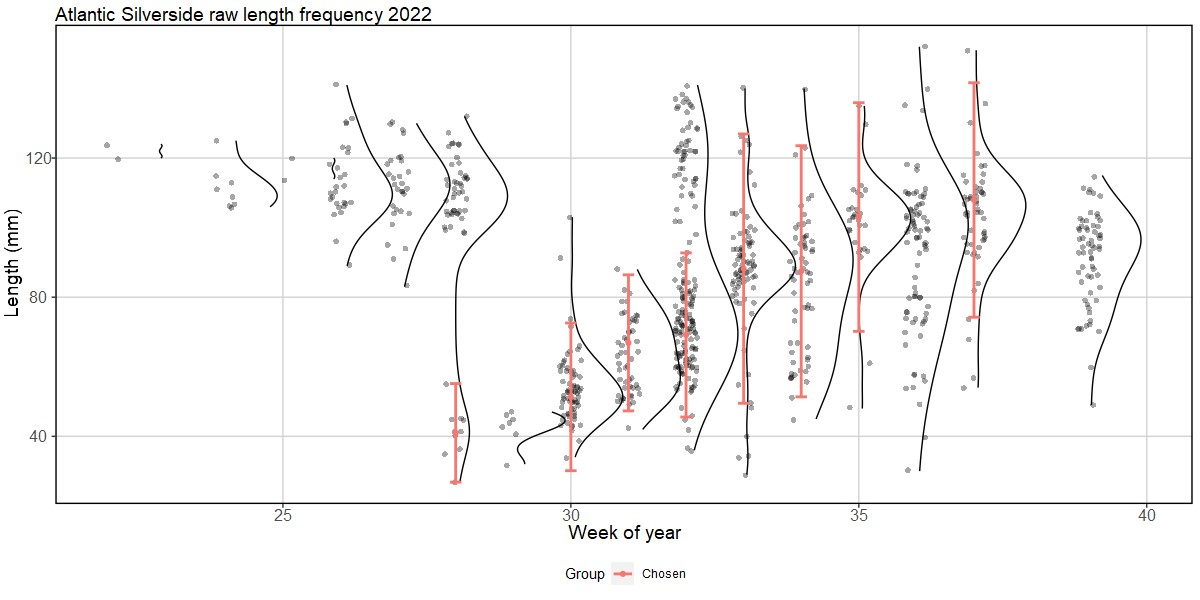 Atlantic Silverside raw length frequency 2022
Length (mm)
120
80
40
25
30
35
40
Week of year
Group
Chosen